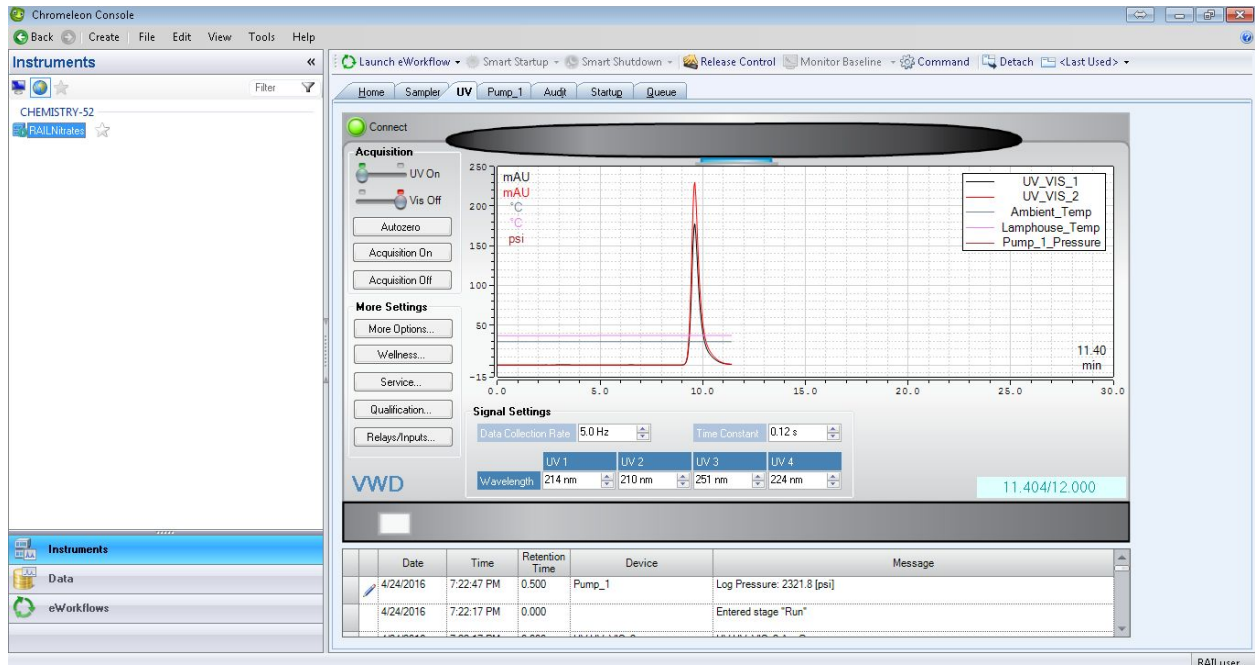 Chromeleon Console
Back Create File Edit View Tools Help
Instruments «
Launch eWorkflow Smart Startup Smart Shutdown Release Control Monitor Baseline Command Detach <Last Used>
Filter
Home Sampler UV Pump_1 Audit Startup Queue
CHEMISTRY-52
RAILNitrates
Connect
Acquisition
UV On
Vis Off
Autozero
Acquisition On
Acquisition Off
More Settings
More Options...
Wellness...
Service...
Qualification...
Relays/Inputs...
VWD
250
200
150
100
50
-15
mAU
mAU
°C
°C
psi
UV_VIS_1
UV_VIS_2
Ambient_Temp
Lamphouse_Temp
Pump_1_Pressure
11.40
min
0.0 5.0 10.0 15.0 20.0 25.0 30.0
Signal Settings
Data Collection Rate 5.0 Hz Time Constant 0.12 s
UV 1 UV 2 UV 3 UV 4
Wavelength 214 nm 210 nm 251 nm 224 nm
11.404/12.000
Instruments
Data
eWorkflows
Date Time Retention Time Device Message
4/24/2016 7:22:47 PM 0.500 Pump_1 Log Pressure: 2321.8 [psi]
4/24/2016 7:22:17 PM 0.000 Entered stage "Run"
RAILuser